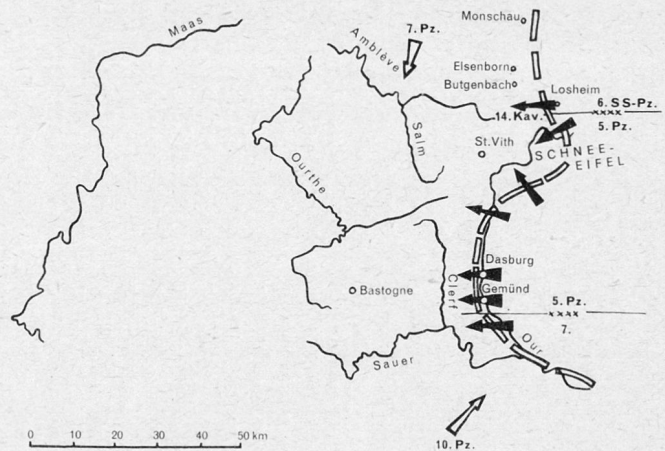 Maas
Monschau
7. Pz.
Amblève
Elsenborn
Butgenbach
Losheim
14. Kav.
6. SS-Pz.
xxxx
5. Pz.
Salm
St.Vith
SCHNEE-
EIFEL
Ourthe
Dasburg
Clerf
Gemünd
Bastogne
5. Pz.
xxxx
7.
Our
Sauer
10. Pz.
0 10 20 30 40 50 km